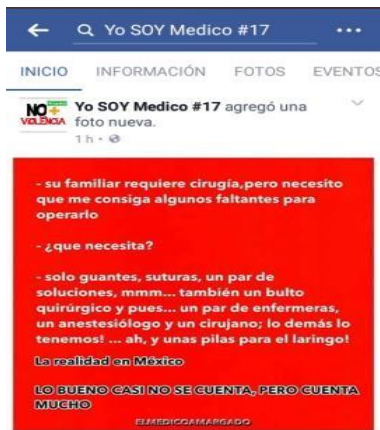 Yo SOY Medico #17
INICIO INFORMACIÓN FOTOS EVENTOS
NO+
VIOLENCIA
Yo SOY Medico #17 agregó una
foto nueva.
1 h
- su familiar requiere cirugía,pero necesito
que me consiga algunos faltantes para
operarlo
- ¿que necesita?
- solo guantes, suturas, un par de
soluciones, mmm... también un bulto
quirúrgico y pues... un par de enfermeras,
un anestesiólogo y un cirujano; lo demás lo
tenemos! ... ah, y unas pilas para el laringo!
La realidad en México
LO BUENO CASI NO SE CUENTA, PERO CUENTA
MUCHO
ELMEDICOAMARGADO